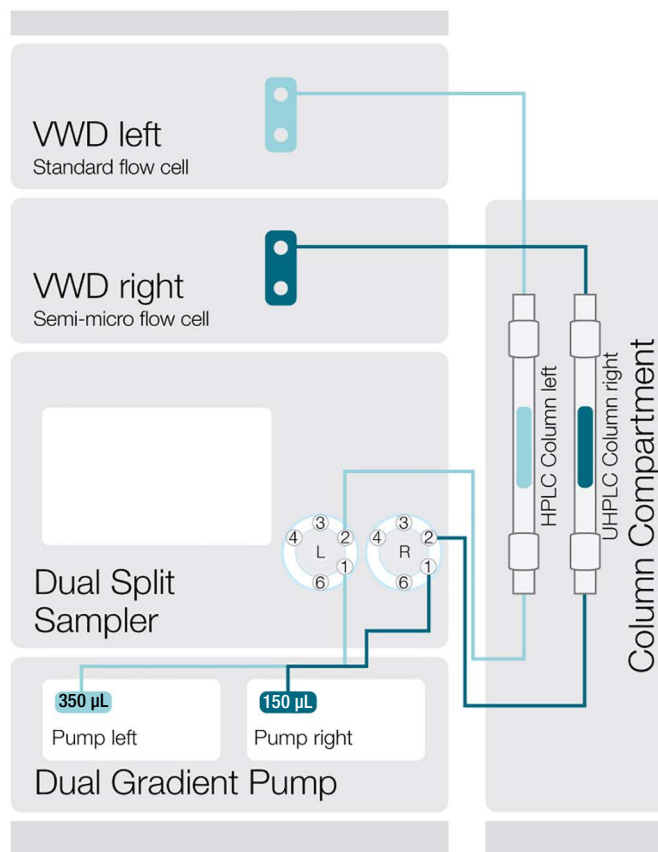 VWD left
Standard flow cell
VWD right
Semi-micro flow cell
HPLC Column left
UHPLC Column right
Column Compartment
3
4
2
L
1
6
3
4
2
R
1
6
Dual Split
Sampler
350 µL
Pump left
150 µL
Pump right
Dual Gradient Pump